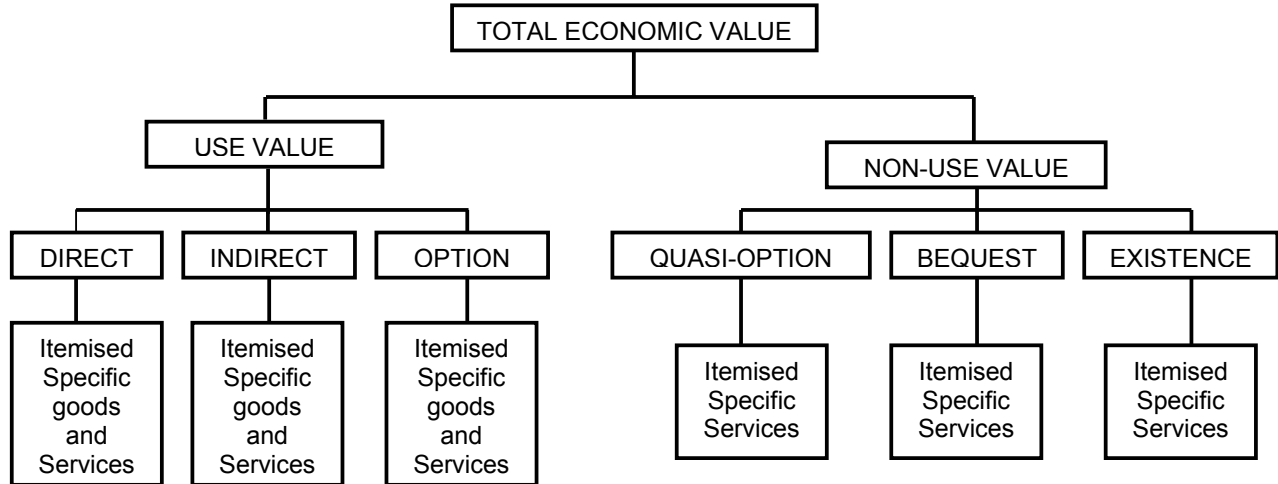 TOTAL ECONOMIC VALUE
USE VALUE
NON-USE VALUE
DIRECT
INDIRECT
OPTION
QUASI-OPTION
BEQUEST
EXISTENCE
Itemised
Specific
goods
and
Services
Itemised
Specific
goods
and
Services
Itemised
Specific
goods
and
Services
Itemised
Specific
Services
Itemised
Specific
Services
Itemised
Specific
Services